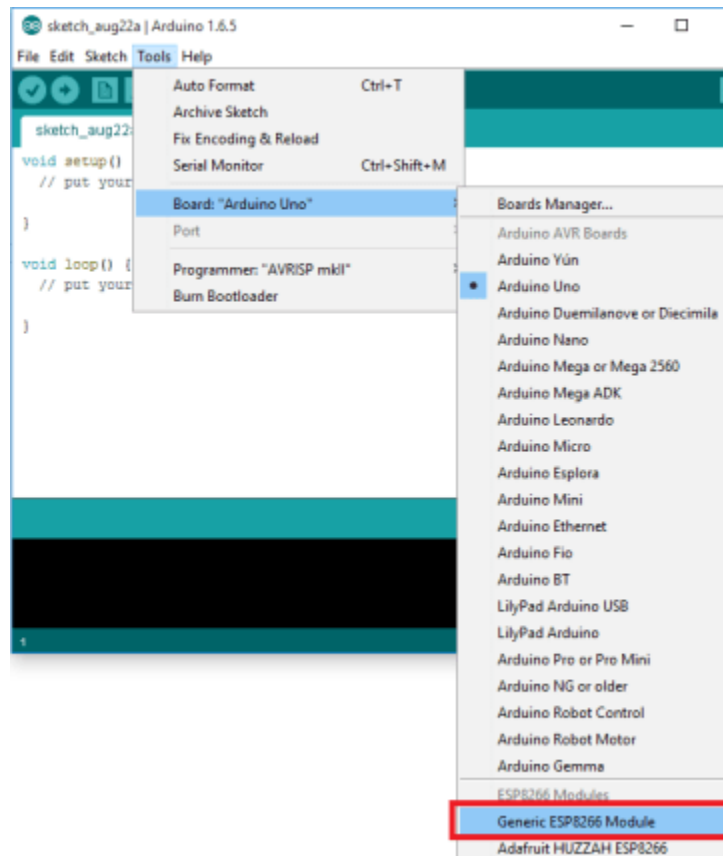 sketch_aug22a | Arduino 1.6.5
File Edit Sketch Tools Help
sketch_aug22
void setup()
// put your
}
void loop() {
// put your
}
1
Auto Format Ctrl+T
Archive Sketch
Fix Encoding & Reload
Serial Monitor Ctrl+Shift+M
Board: "Arduino Uno"
Port
Programmer: "AVRISP mkII"
Burn Bootloader
Boards Manager...
Arduino AVR Boards
Arduino Yún
Arduino Uno
Arduino Duemilanove or Diecimila
Arduino Nano
Arduino Mega or Mega 2560
Arduino Mega ADK
Arduino Leonardo
Arduino Micro
Arduino Esplora
Arduino Mini
Arduino Ethernet
Arduino Fio
Arduino BT
LilyPad Arduino USB
LilyPad Arduino
Arduino Pro or Pro Mini
Arduino NG or older
Arduino Robot Control
Arduino Robot Motor
Arduino Gemma
ESP8266 Modules
Generic ESP8266 Module
Adafruit HUZZAH ESP8266